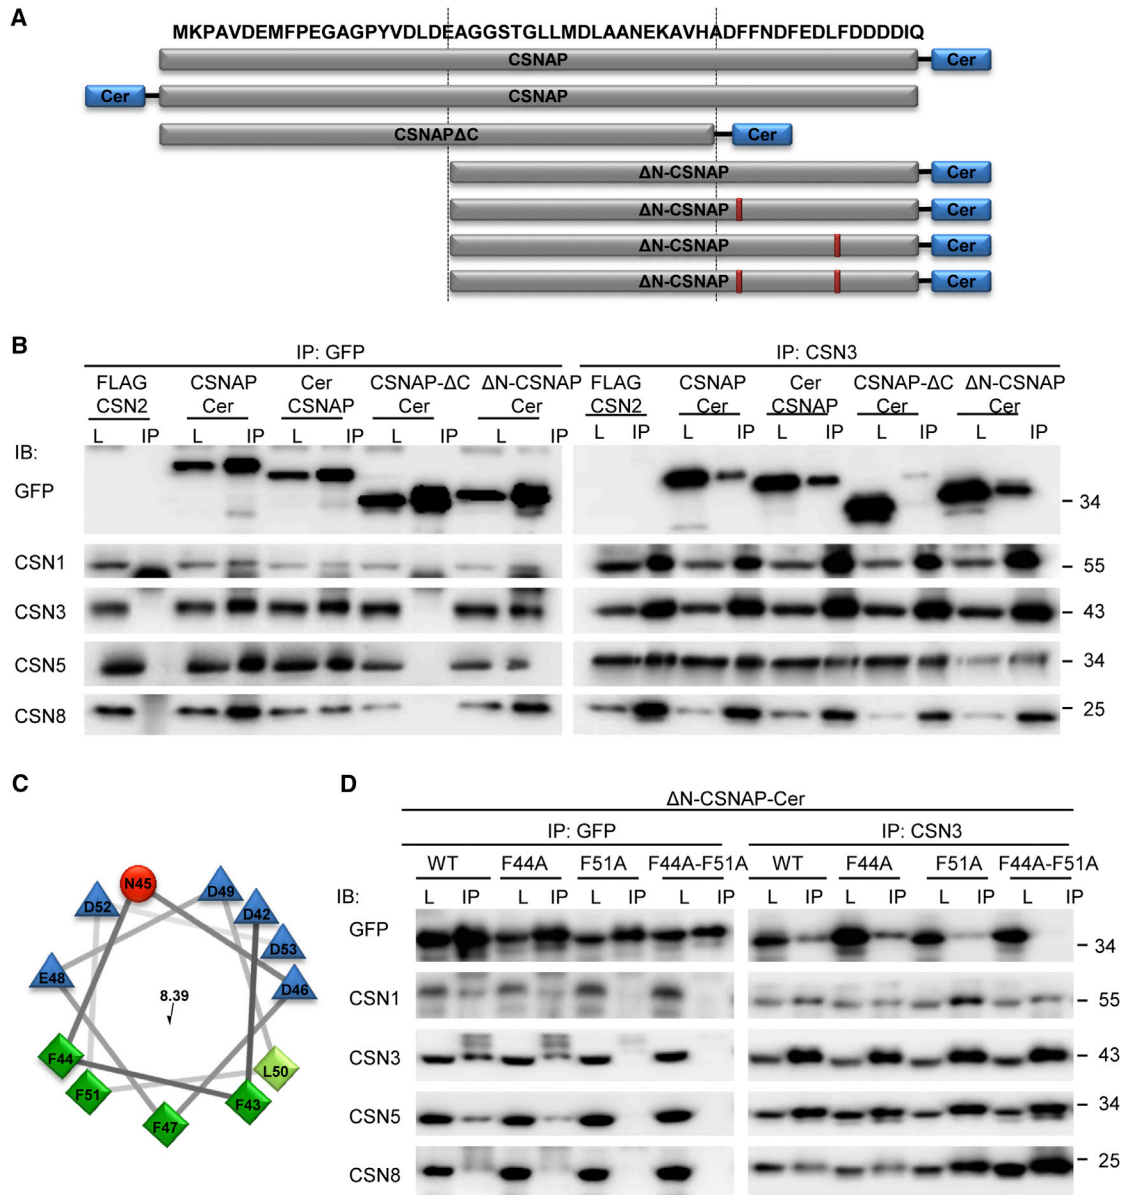 A
MKPAVDEMFPEGAGPYVDLDEAGGSTGLLMDLAANEKAVHADFFNDFEDLFDDDDIQ
CSNAP Cer
Cer CSNAP
CSNAPΔC Cer
ΔN-CSNAP Cer
ΔN-CSNAP Cer
ΔN-CSNAP Cer
ΔN-CSNAP Cer
B
IP: GFP IP: CSN3
FLAG CSNAP Cer CSNAP-ΔC ΔN-CSNAP FLAG CSNAP Cer CSNAP-ΔC ΔN-CSNAP
CSN2 Cer CSNAP Cer Cer CSN2 Cer CSNAP Cer Cer
L IP L IP L IP L IP L IP L IP L IP L IP L IP L IP
IB:
GFP 34
CSN1 55
CSN3 43
CSN5 34
CSN8 25
C
N45
D49
D52
D42
D53
E48
D46
8.39
F44
L50
F51
F43
F47
D
ΔN-CSNAP-Cer
IP: GFP IP: CSN3
WT F44A F51A F44A-F51A WT F44A F51A F44A-F51A
IB: L IP L IP L IP L IP L IP L IP L IP L IP
GFP 34
CSN1 55
CSN3 43
CSN5 34
CSN8 25